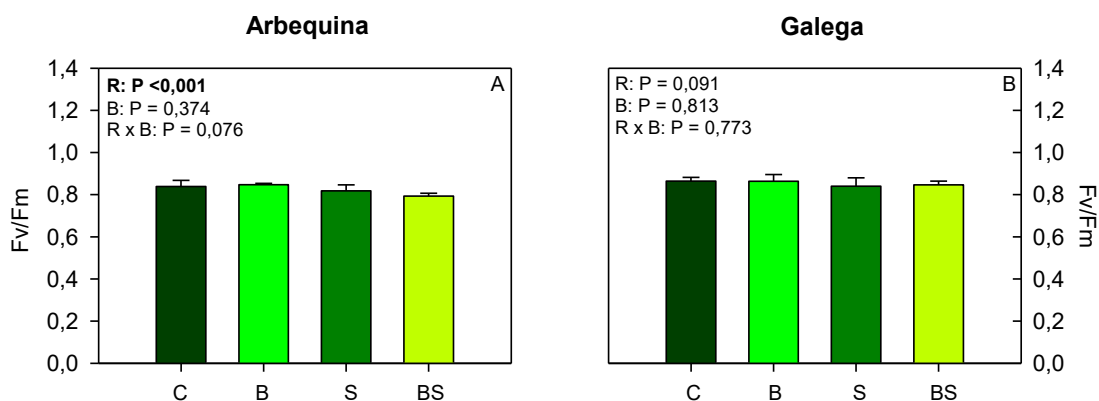 Arbequina
Galega
1,4
1,2
1,0
0,8
0,6
0,4
0,2
0,0
Fv/Fm
R: P <0,001
B: P = 0,374
R x B: P = 0,076
A
C
B
S
BS
R: P = 0,091
B: P = 0,813
R x B: P = 0,773
B
C
B
S
BS
1,4
1,2
1,0
0,8
0,6
0,4
0,2
0,0
Fv/Fm